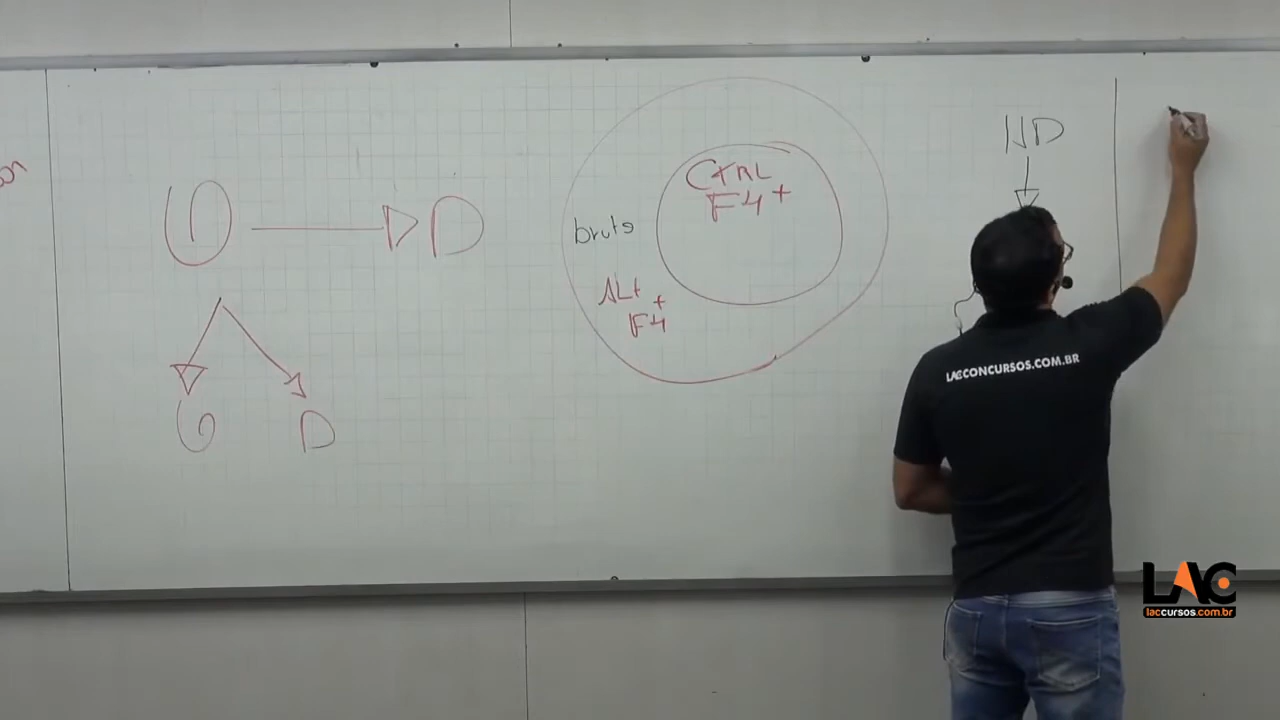 O
D
G
D
brute
CTRL
F4 +
ALt +
F4
HD
LACCONCURSOS.COM.BR
LAC
laccursos.com.br